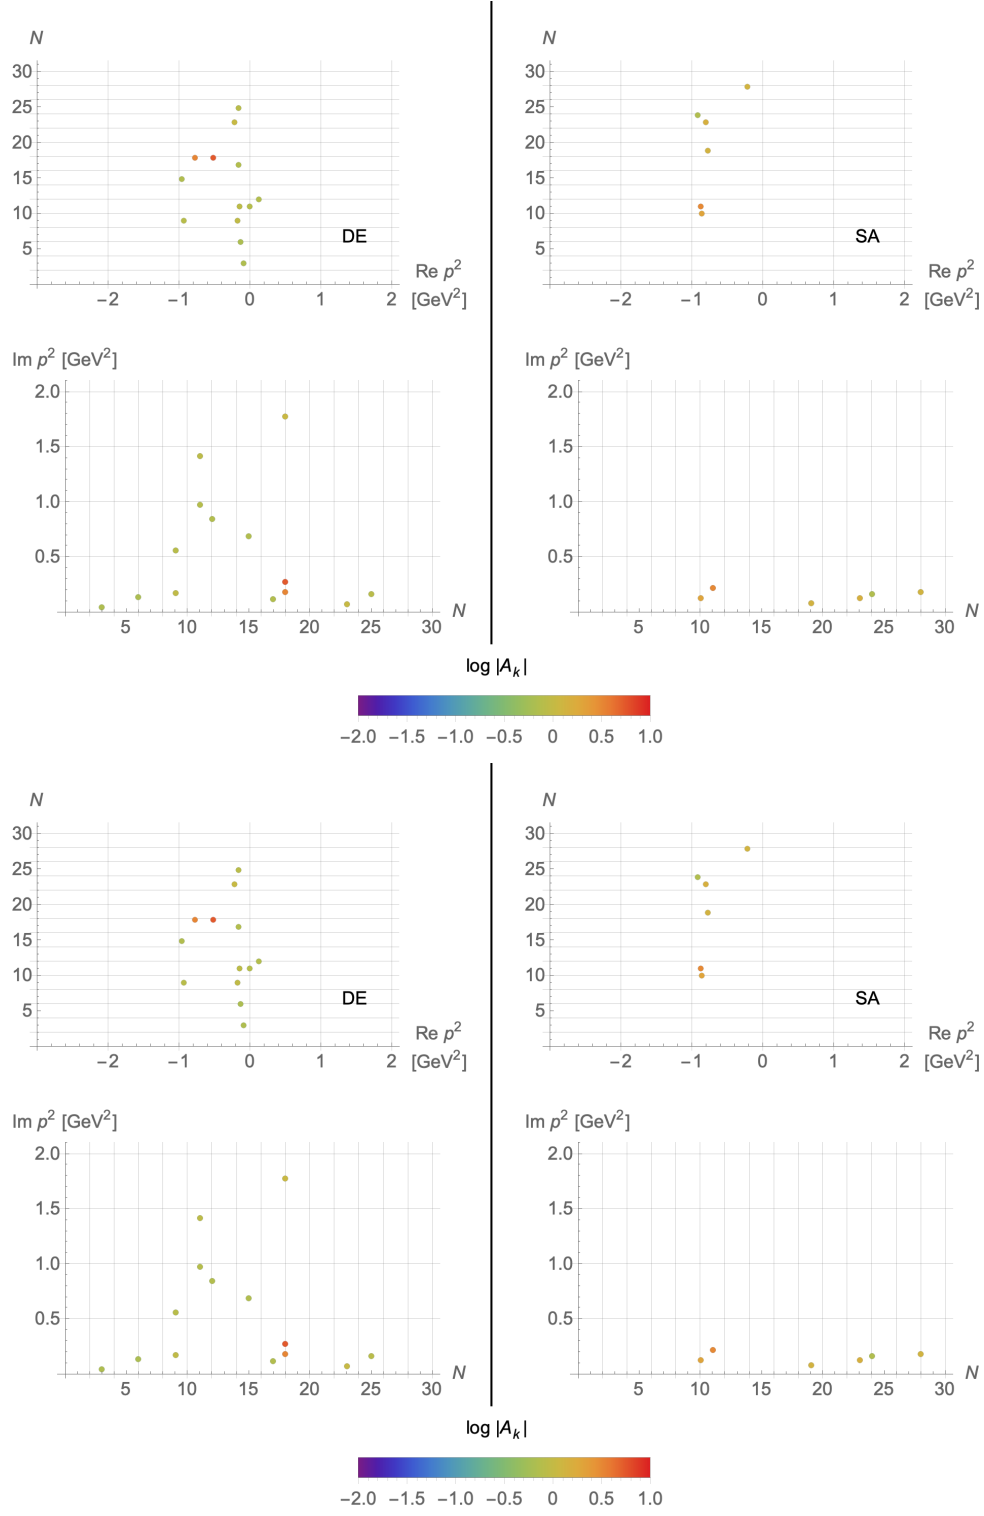 N N
30 30
25 25
20 20
15 15
10 10
5 DE 5 SA
Re p² Re p²
−2 −1 0 1 2 [GeV²] −2 −1 0 1 2 [GeV²]
Im p² [GeV²] Im p² [GeV²]
2.0 2.0
1.5 1.5
1.0 1.0
0.5 0.5
N N
5 10 15 20 25 30 5 10 15 20 25 30
log |Aₖ|
−2.0 −1.5 −1.0 −0.5 0 0.5 1.0
N N
30 30
25 25
20 20
15 15
10 10
5 DE 5 SA
Re p² Re p²
−2 −1 0 1 2 [GeV²] −2 −1 0 1 2 [GeV²]
Im p² [GeV²] Im p² [GeV²]
2.0 2.0
1.5 1.5
1.0 1.0
0.5 0.5
N N
5 10 15 20 25 30 5 10 15 20 25 30
log |Aₖ|
−2.0 −1.5 −1.0 −0.5 0 0.5 1.0